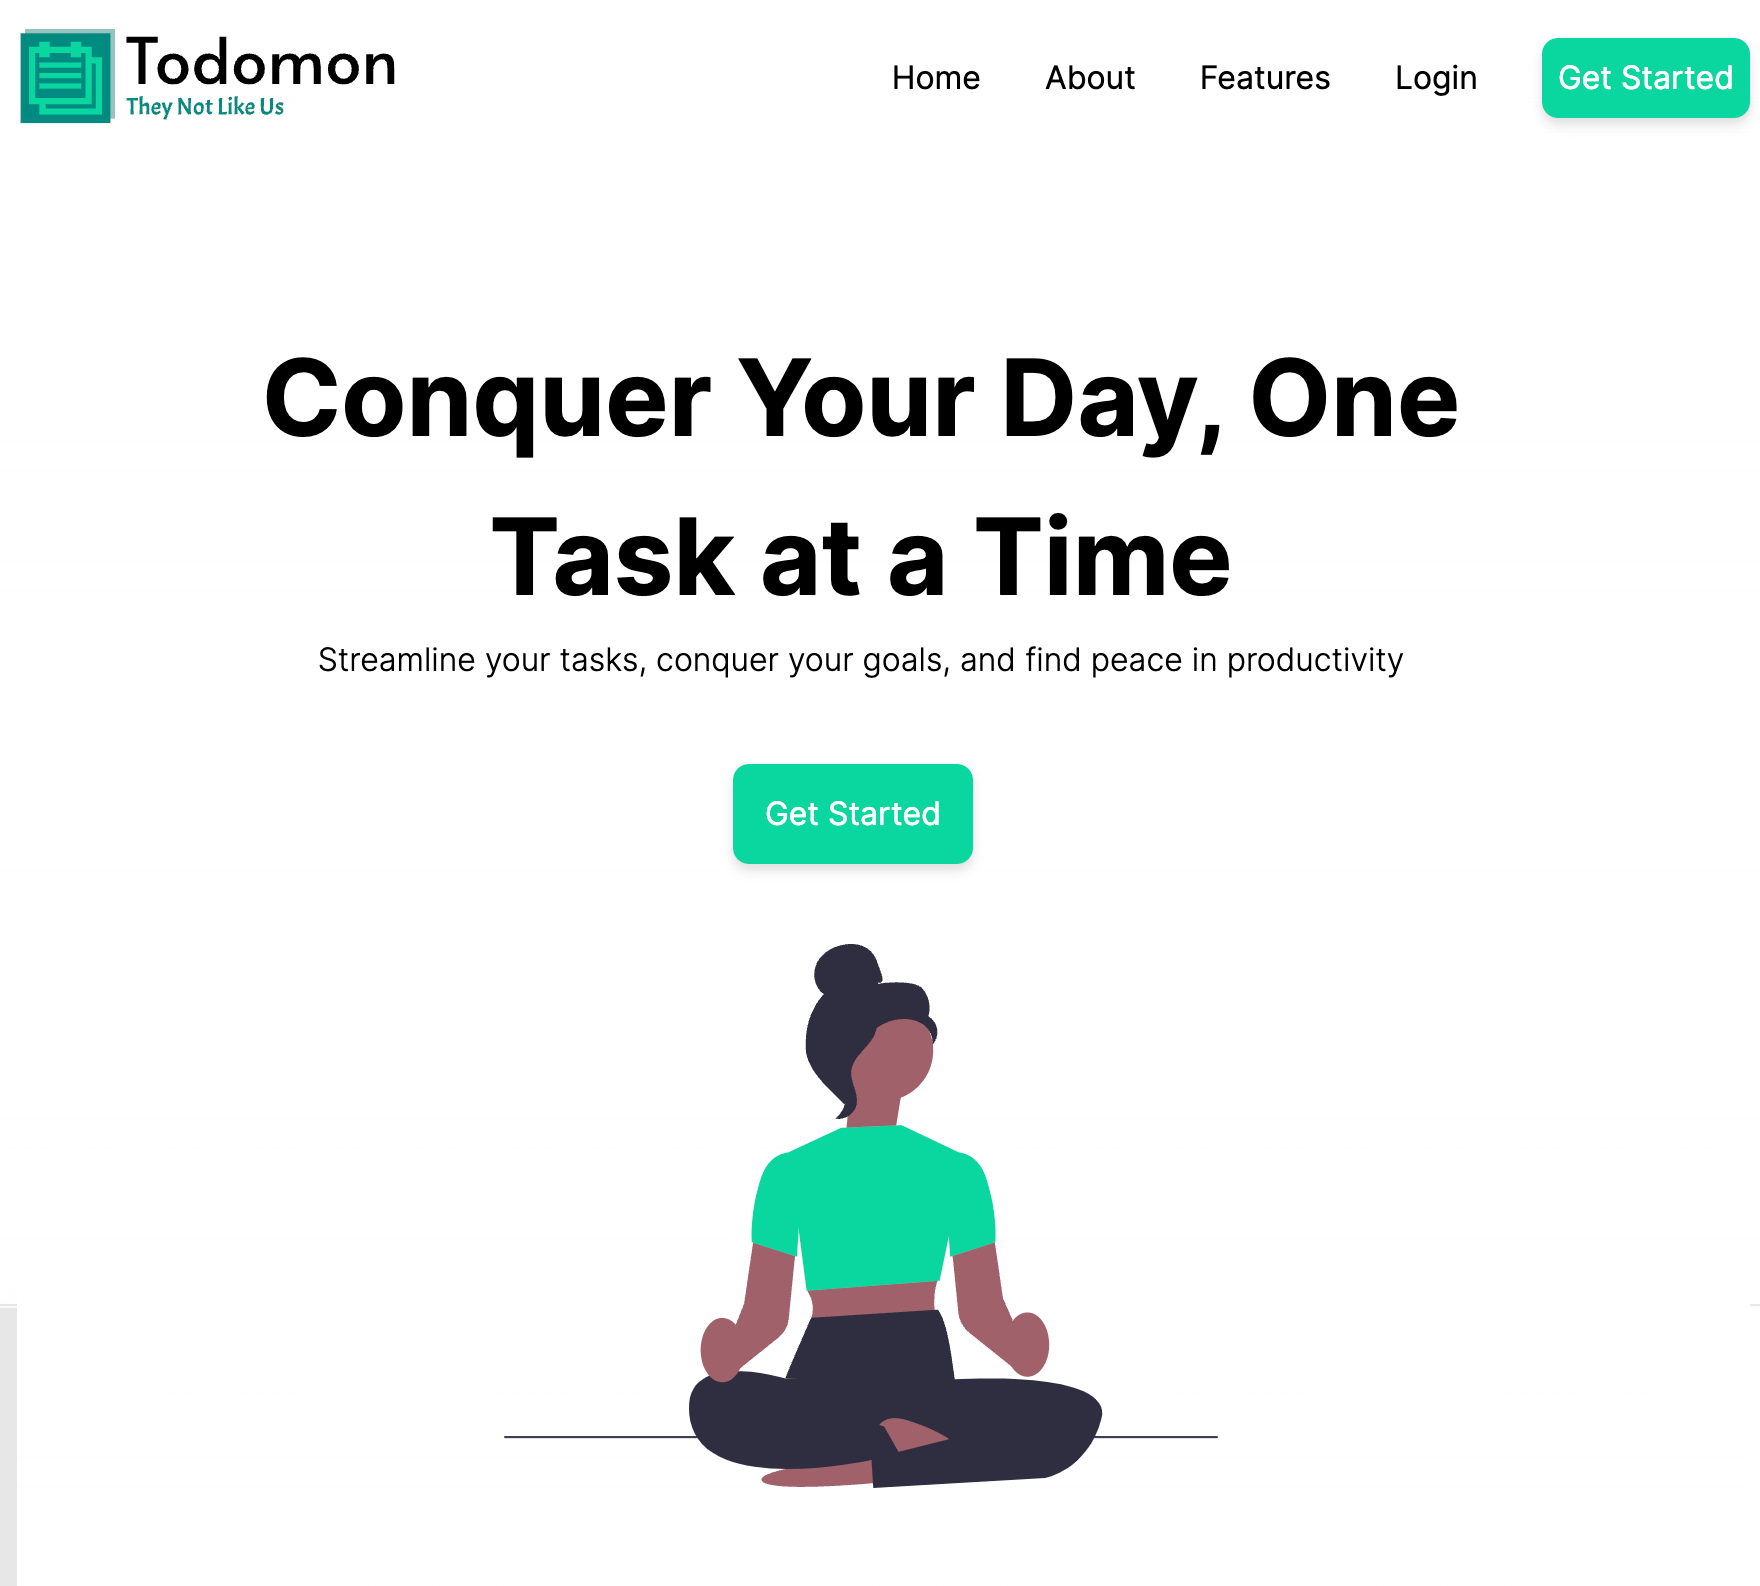 Todomon
They Not Like Us
Home About Features Login Get Started
Conquer Your Day, One
Task at a Time
Streamline your tasks, conquer your goals, and find peace in productivity
Get Started